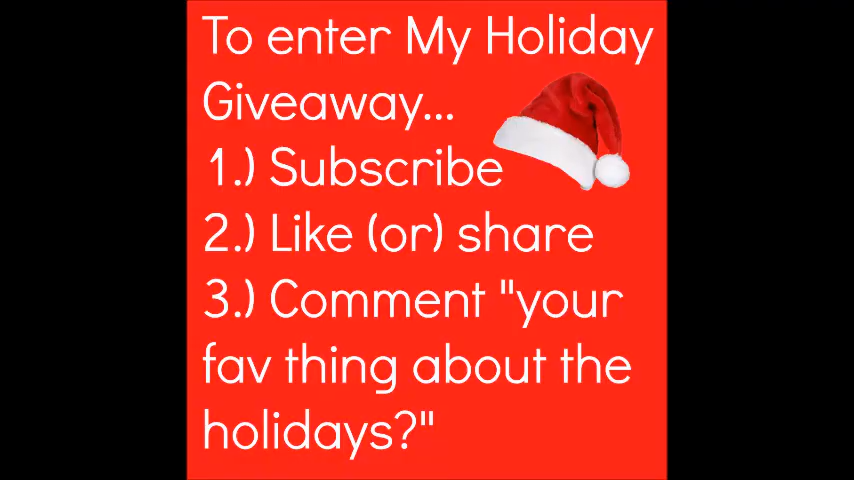 To enter My Holiday
Giveaway...
1.) Subscribe
2.) Like (or) share
3.) Comment "your
fav thing about the
holidays?"